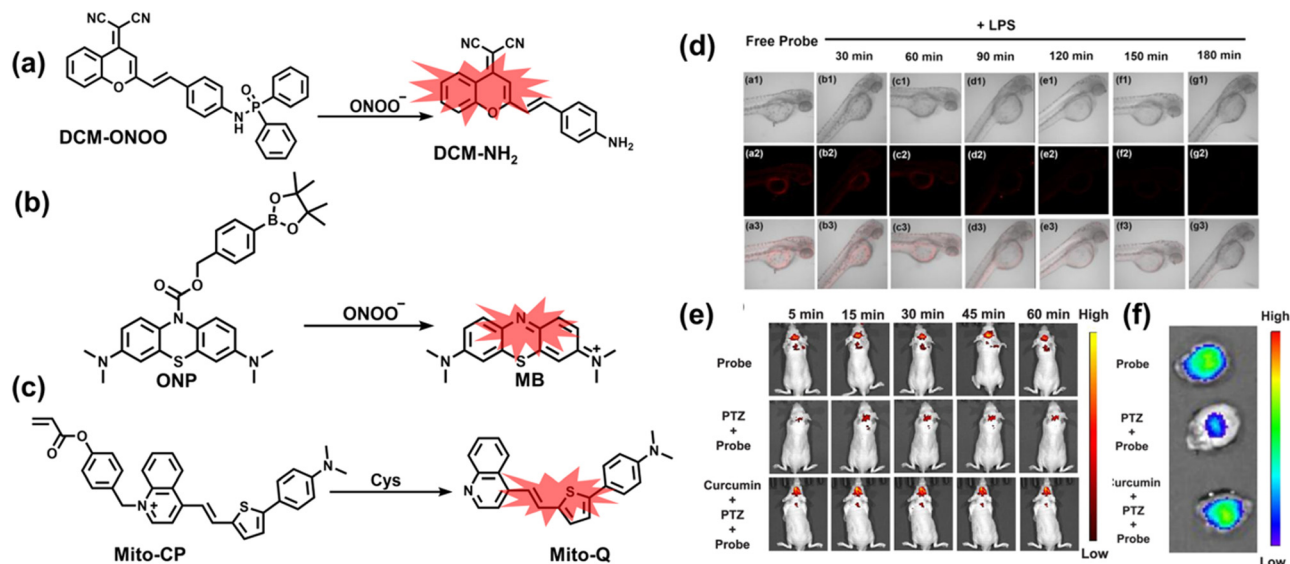 (a)
NC CN
O
N
H
P
O
DCM-ONOO
ONOO⁻
NC CN
O
NH₂
DCM-NH₂
(b)
O B O
O
O
N
N S N
ONP
ONOO⁻
N
N S N⁺
MB
(c)
O
O
N⁺
S
N
Mito-CP
Cys
N
S
N
Mito-Q
(d)
+ LPS
Free Probe 30 min 60 min 90 min 120 min 150 min 180 min
(a1) (b1) (c1) (d1) (e1) (f1) (g1)
(a2) (b2) (c2) (d2) (e2) (f2) (g2)
(a3) (b3) (c3) (d3) (e3) (f3) (g3)
(e)
5 min 15 min 30 min 45 min 60 min
High
Probe
PTZ
+
Probe
Curcumin
+
PTZ
+
Probe
Low
(f)
High
Probe
PTZ
+
Probe
Curcumin
+
PTZ
+
Probe
Low